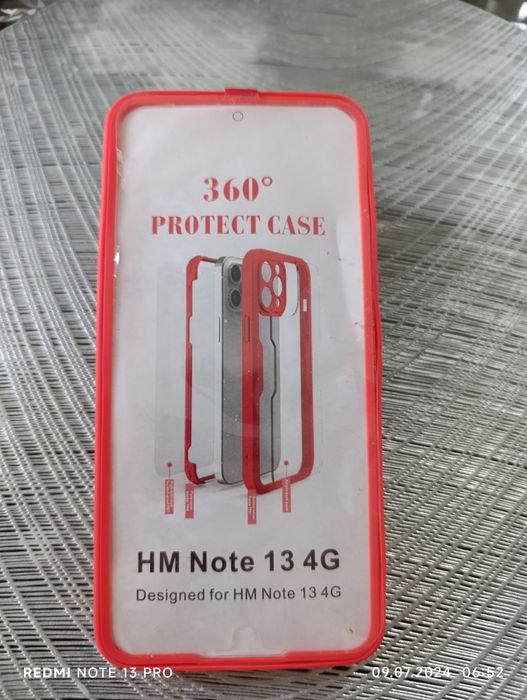 360°
PROTECT CASE
HM Note 13 4G
Designed for HM Note 13 4G
REDMI NOTE 13 PRO
09.07.2024 06:52